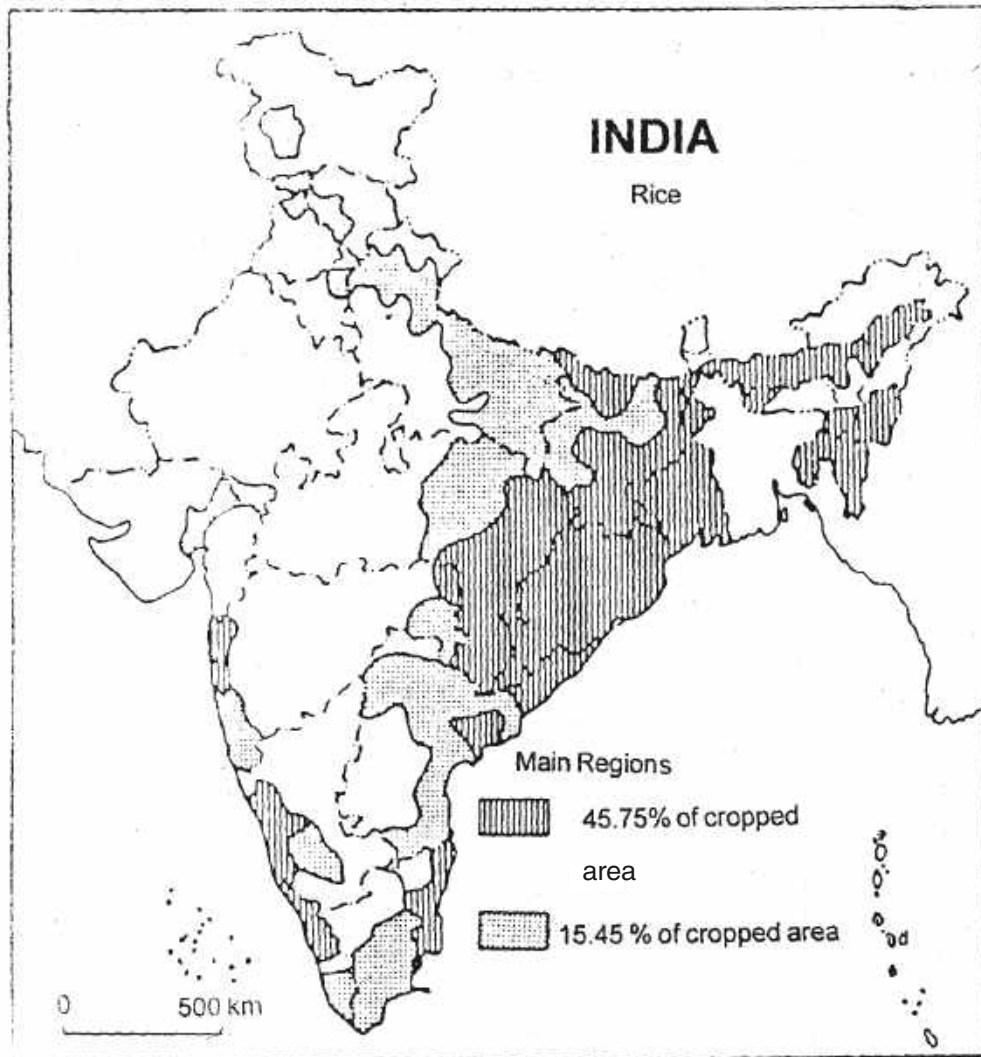 INDIA
Rice
Main Regions
45.75% of cropped
area
15.45 % of cropped area
d
0 500 km